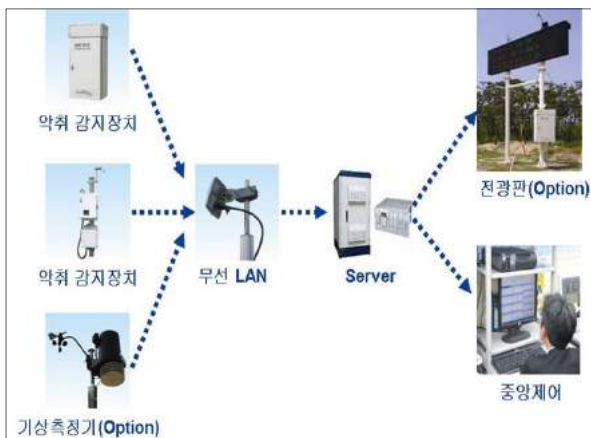 악취 감지장치
악취 감지장치
기상측정기(Option)
무선 LAN
Server
전광판(Option)
중앙제어